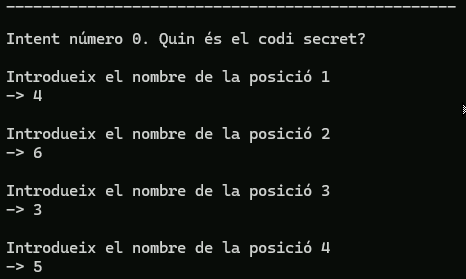 --------------------------------------------------
Intent número 0. Quin és el codi secret?
Introdueix el nombre de la posició 1
-> 4
Introdueix el nombre de la posició 2
-> 6
Introdueix el nombre de la posició 3
-> 3
Introdueix el nombre de la posició 4
-> 5